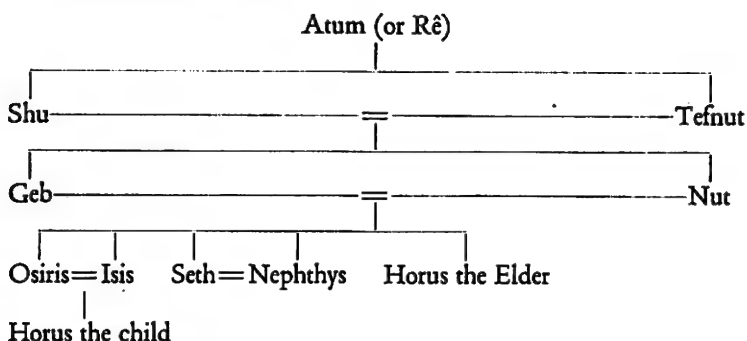 Atum (or Rê)
Shu = Tefnut
Geb = Nut
Osiris=Isis Seth=Nephthys Horus the Elder
Horus the child